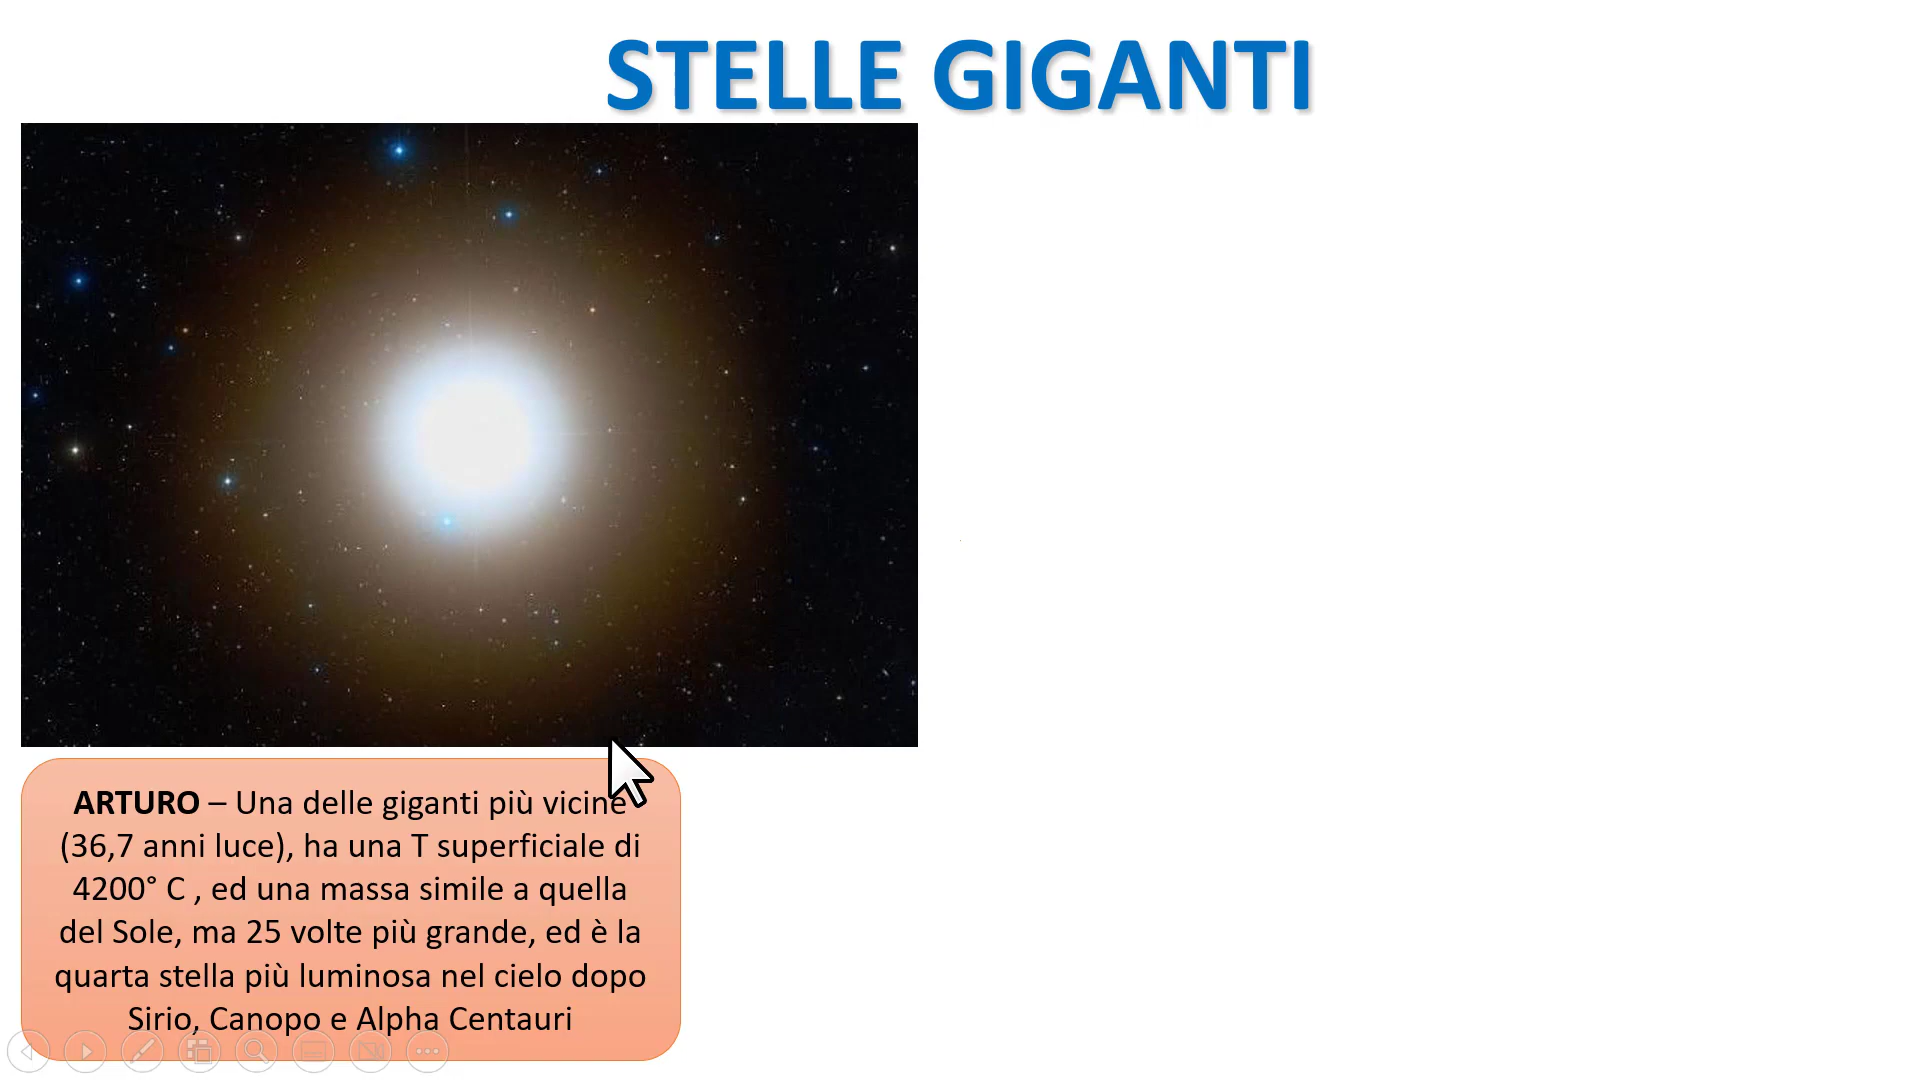 STELLE GIGANTI
ARTURO – Una delle giganti più vicine
(36,7 anni luce), ha una T superficiale di
4200° C , ed una massa simile a quella
del Sole, ma 25 volte più grande, ed è la
quarta stella più luminosa nel cielo dopo
Sirio, Canopo e Alpha Centauri